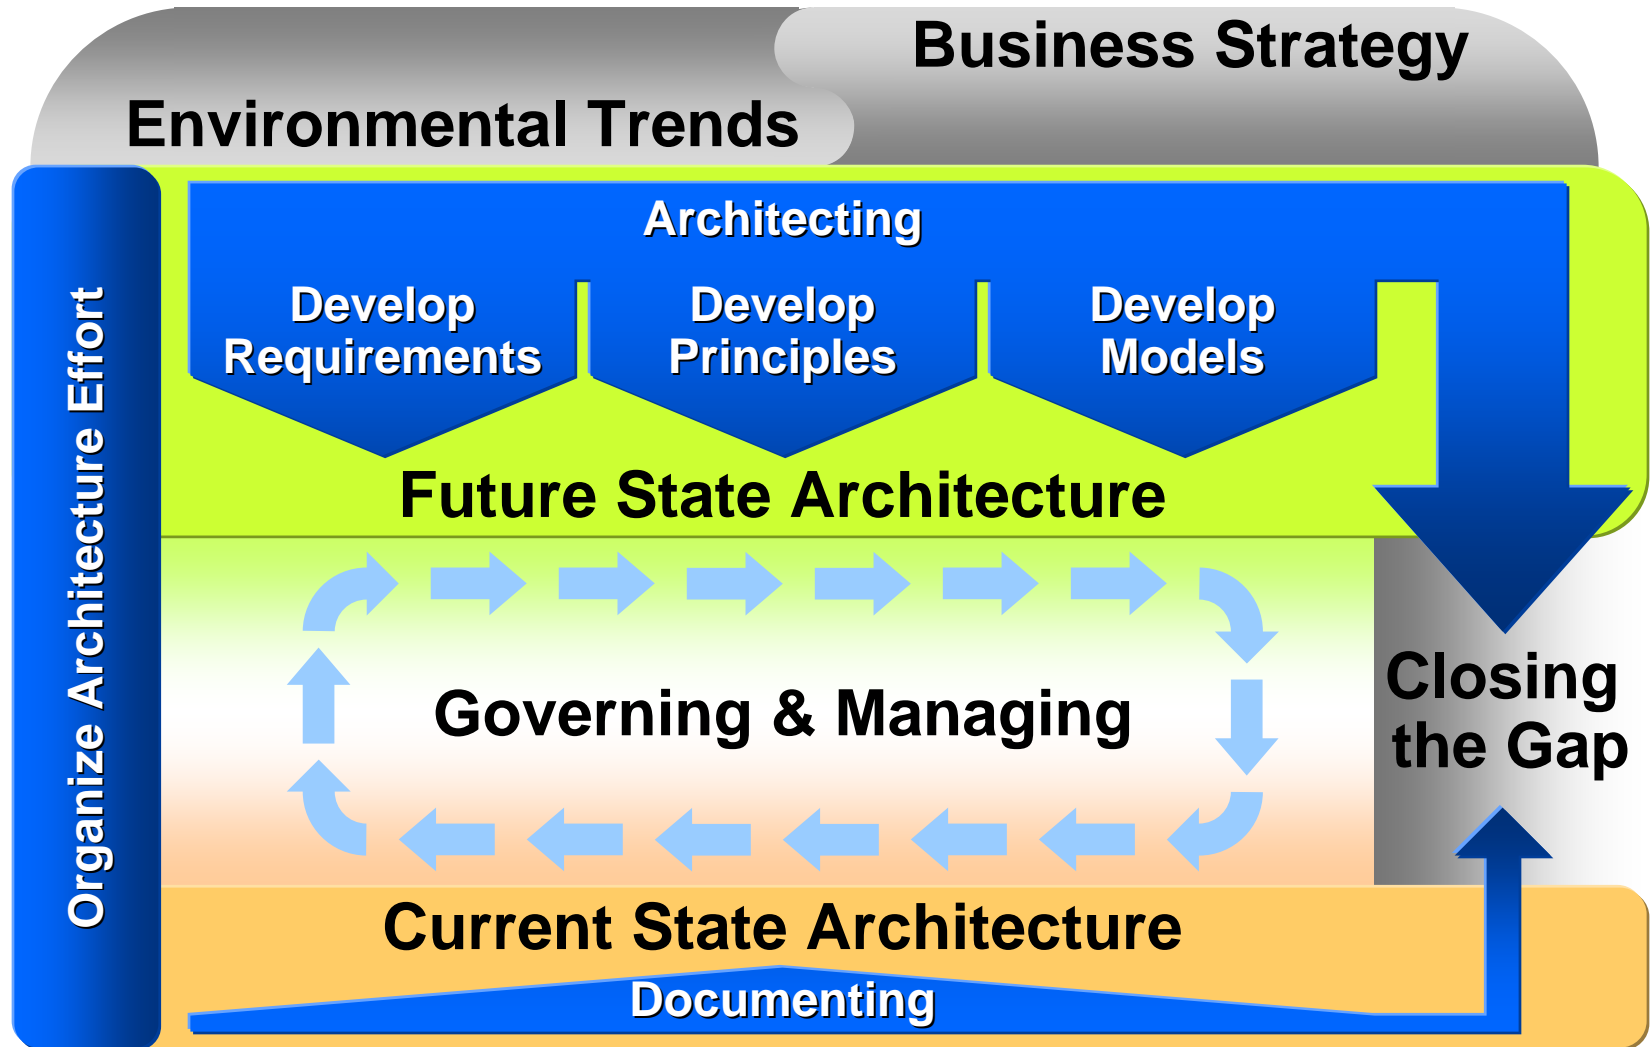 Business Strategy
Environmental Trends
Organize Architecture Effort
Architecting
Develop
Requirements
Develop
Principles
Develop
Models
Future State Architecture
Governing & Managing
Closing
the Gap
Current State Architecture
Documenting